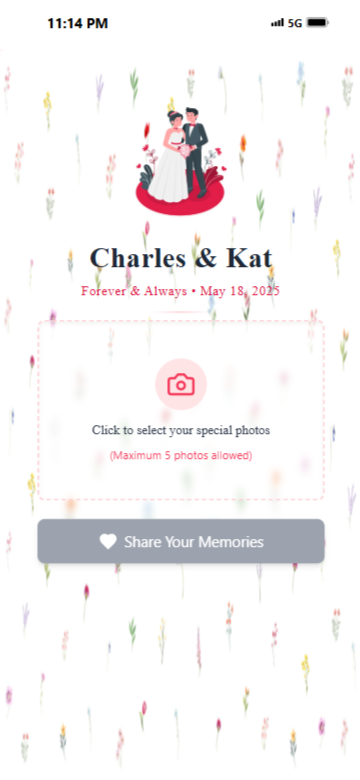 11:14 PM
5G
Charles & Kat
Forever & Always • May 18, 2025
Click to select your special photos
(Maximum 5 photos allowed)
Share Your Memories